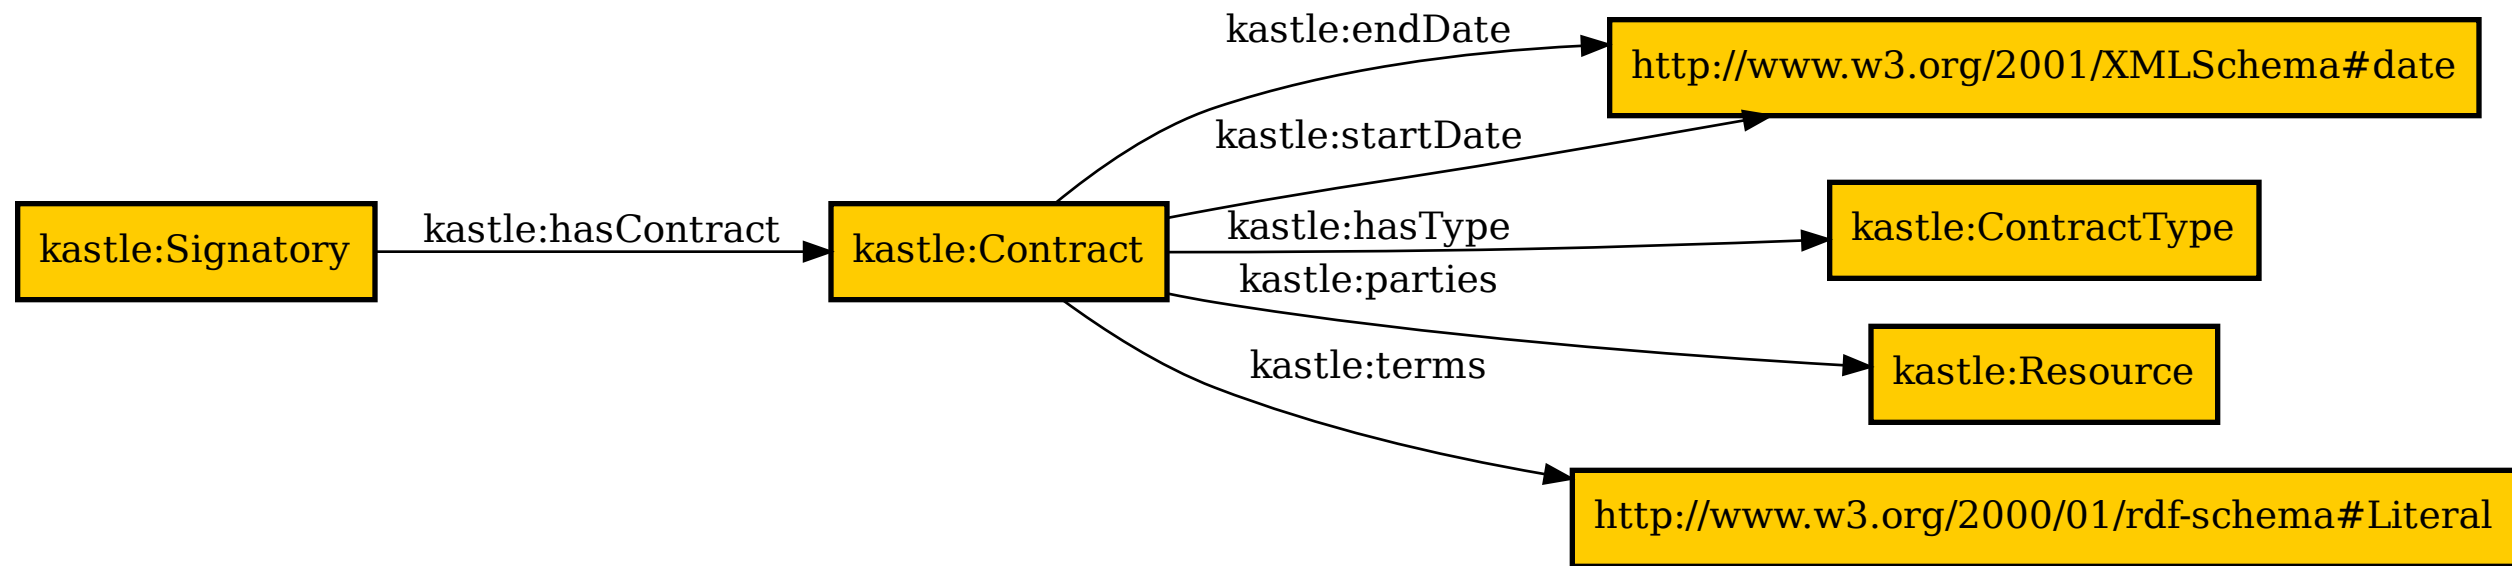 kastle:endDate
http://www.w3.org/2001/XMLSchema#date
kastle:startDate
kastle:Signatory
kastle:hasContract
kastle:Contract
kastle:hasType
kastle:ContractType
kastle:parties
kastle:Resource
kastle:terms
http://www.w3.org/2000/01/rdf-schema#Literal